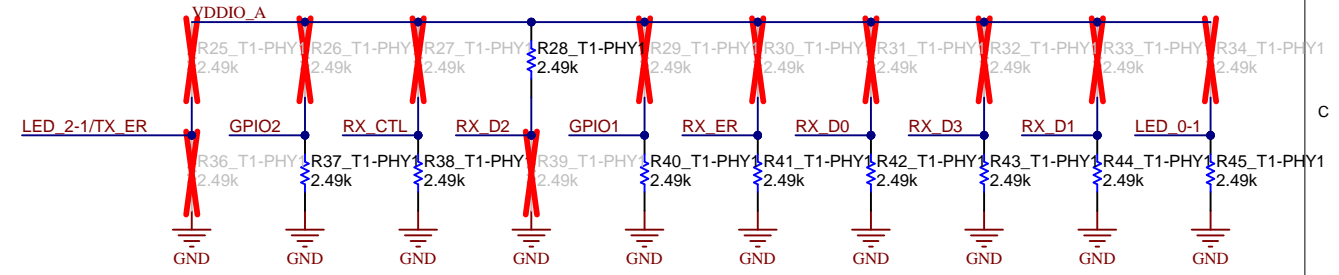 VDDIO_A
R25_T1-PHY1 R26_T1-PHY1 R27_T1-PHY1 R28_T1-PHY1 R29_T1-PHY1 R30_T1-PHY1 R31_T1-PHY1 R32_T1-PHY1 R33_T1-PHY1 R34_T1-PHY1
2.49k 2.49k 2.49k 2.49k 2.49k 2.49k 2.49k 2.49k 2.49k 2.49k
C
LED_2-1/TX_ER GPIO2 RX_CTL RX_D2 GPIO1 RX_ER RX_D0 RX_D3 RX_D1 LED_0-1
R36_T1-PHY1 R37_T1-PHY1 R38_T1-PHY1 R39_T1-PHY1 R40_T1-PHY1 R41_T1-PHY1 R42_T1-PHY1 R43_T1-PHY1 R44_T1-PHY1 R45_T1-PHY1
2.49k 2.49k 2.49k 2.49k 2.49k 2.49k 2.49k 2.49k 2.49k 2.49k
GND GND GND GND GND GND GND GND GND GND